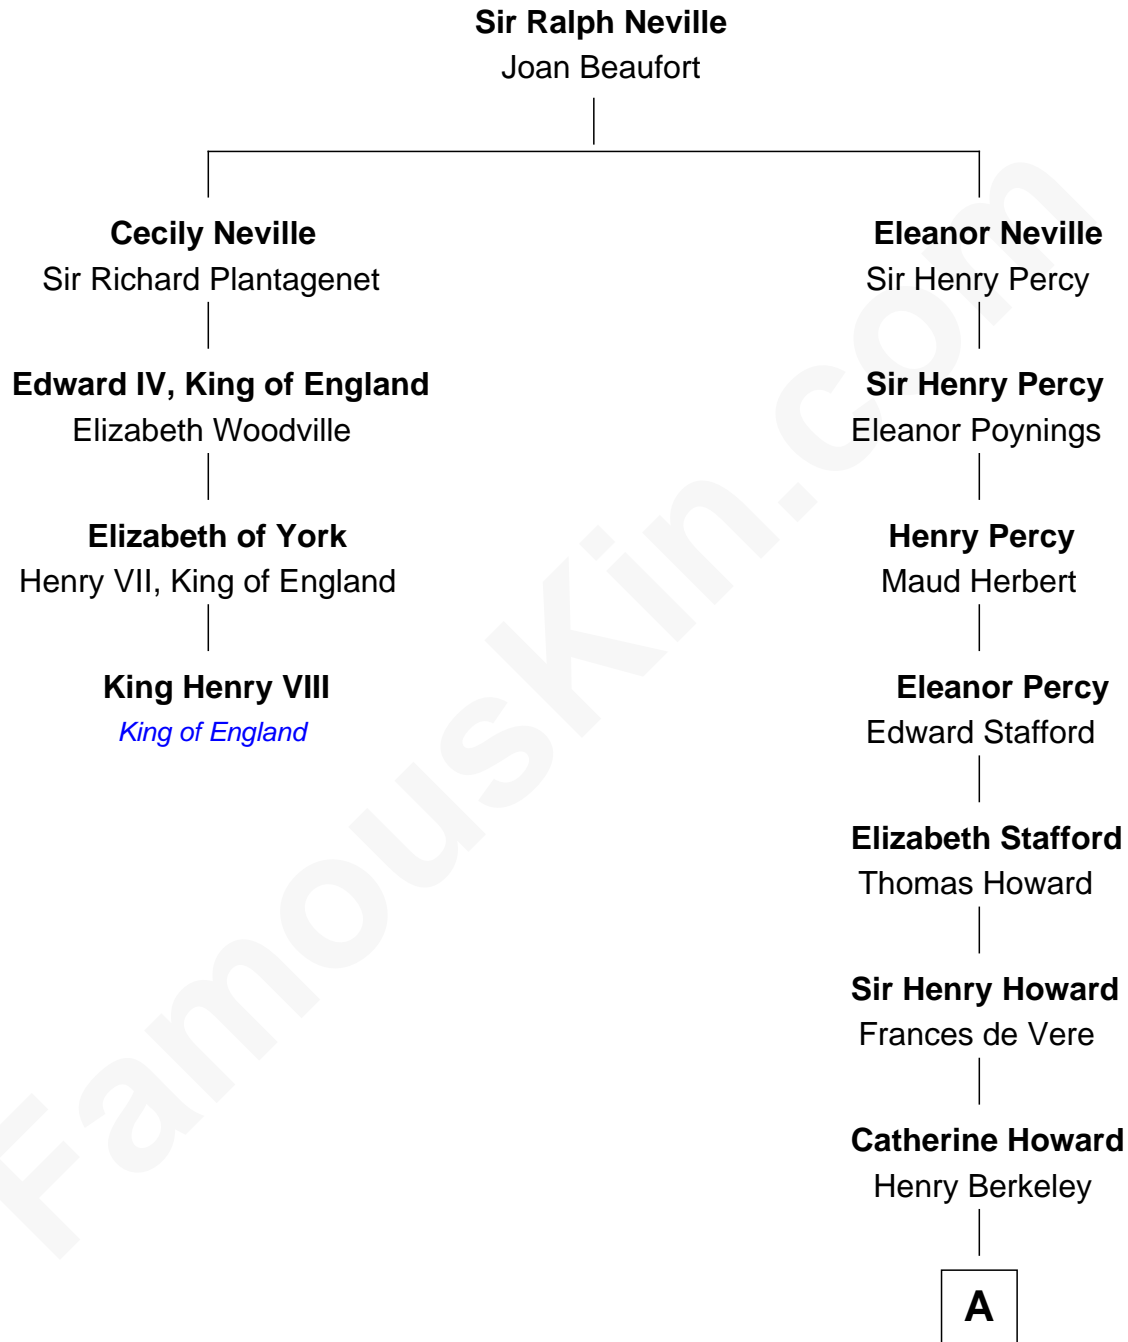 Sir Ralph Neville
Joan Beaufort
Cecily Neville
Sir Richard Plantagenet
Edward IV, King of England
Elizabeth Woodville
Elizabeth of York
Henry VII, King of England
King Henry VIII
King of England
Eleanor Neville
Sir Henry Percy
Sir Henry Percy
Eleanor Poynings
Henry Percy
Maud Herbert
Eleanor Percy
Edward Stafford
Elizabeth Stafford
Thomas Howard
Sir Henry Howard
Frances de Vere
Catherine Howard
Henry Berkeley
A
FamousKin.com